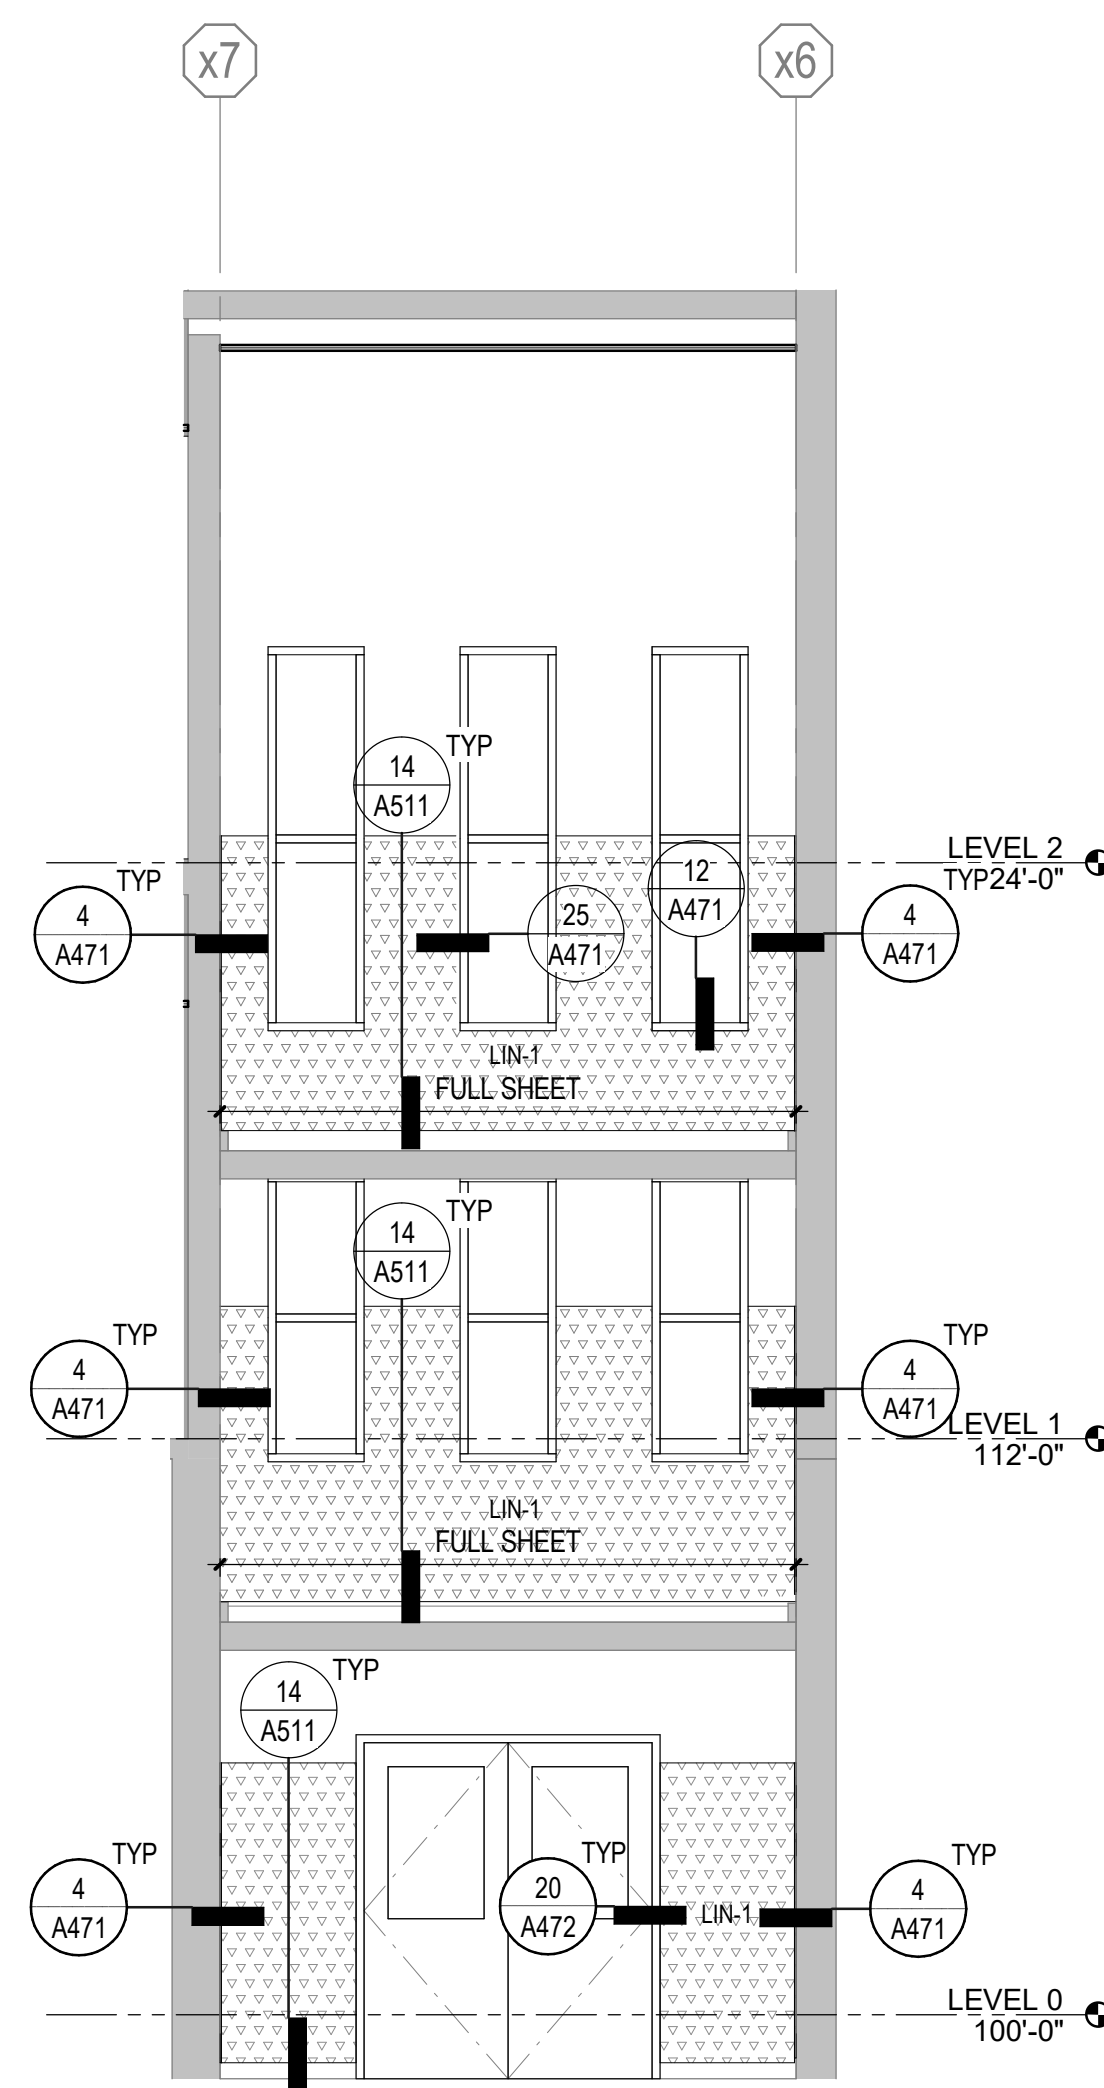 x7
x6
TYP
14
A511
LEVEL 2
TYP24'-0"
TYP
4
A471
12
A471
25
A471
4
A471
LIN-1
FULL SHEET
TYP
14
A511
TYP
4
A471
TYP
4
A471
LEVEL 1
112'-0"
LIN-1
FULL SHEET
TYP
14
A511
TYP
4
A471
TYP
20
A472
LIN-1
TYP
4
A471
LEVEL 0
100'-0"